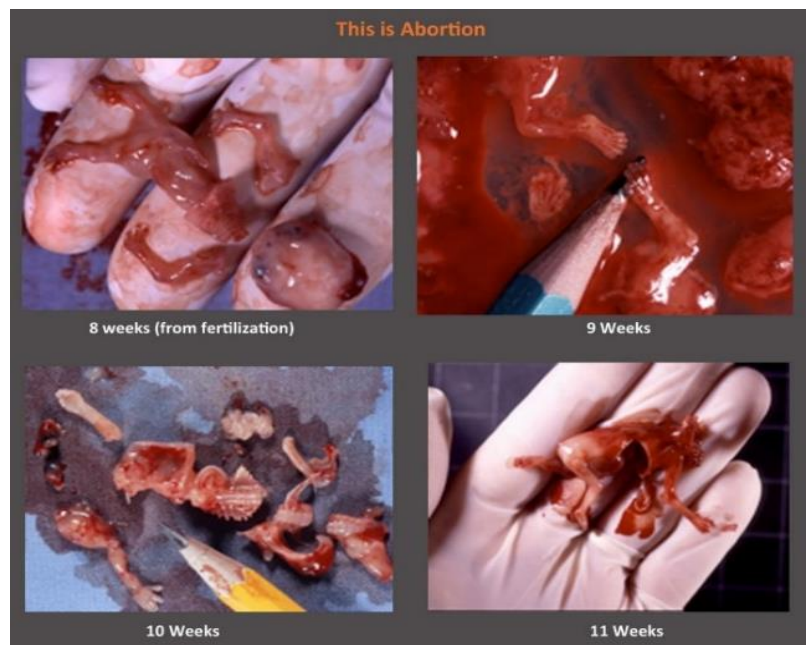 This is Abortion
8 weeks (from fertilization)
9 Weeks
10 Weeks
11 Weeks